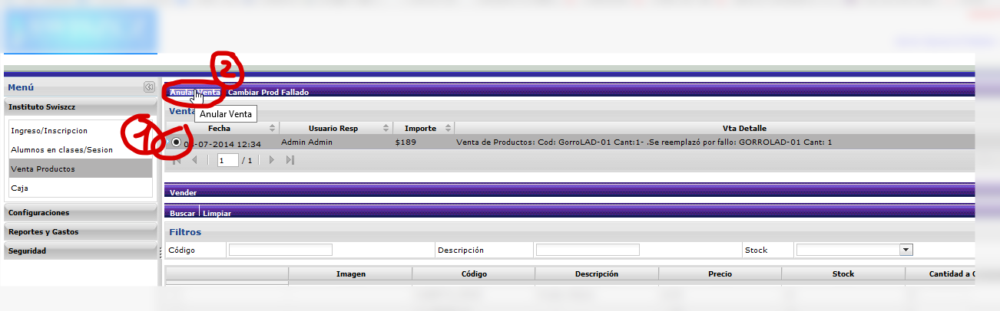 2
Menú
Anular Venta Cambiar Prod Fallado
Instituto Swiszcz
Venta
Anular Venta
Fecha Usuario Resp Importe Vta Detalle
1
Ingreso/Inscripcion
-07-2014 12:34 Admin Admin $189 Venta de Productos: Cod: GorroLAD-01 Cant:1- .Se reemplazó por fallo: GORROLAD-01 Cant: 1
Alumnos en clases/Sesion
1 / 1
Venta Productos
Caja
Vender
Configuraciones
Buscar Limpiar
Reportes y Gastos
Filtros
Seguridad
Código Descripción Stock
Imagen Código Descripción Precio Stock Cantidad a